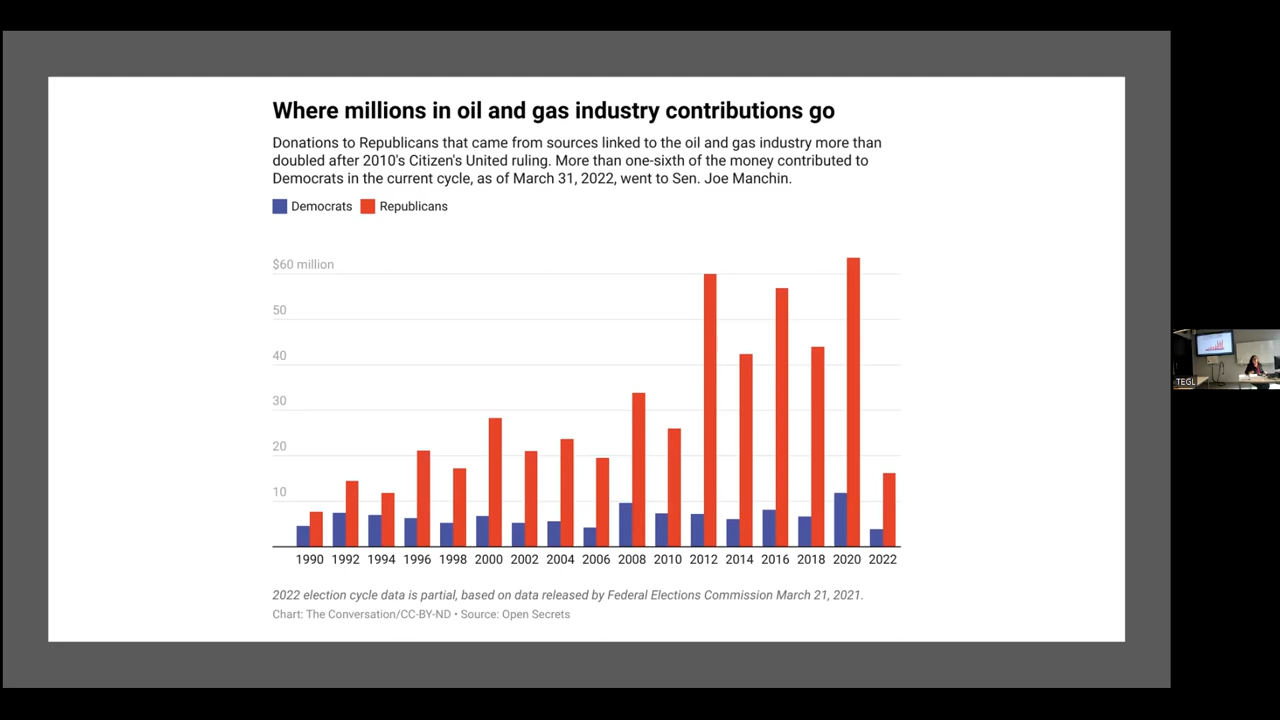 Where millions in oil and gas industry contributions go
Donations to Republicans that came from sources linked to the oil and gas industry more than
doubled after 2010's Citizen's United ruling. More than one-sixth of the money contributed to
Democrats in the current cycle, as of March 31, 2022, went to Sen. Joe Manchin.
Democrats Republicans
$60 million
50
40
30
20
10
1990 1992 1994 1996 1998 2000 2002 2004 2006 2008 2010 2012 2014 2016 2018 2020 2022
2022 election cycle data is partial, based on data released by Federal Elections Commission March 21, 2021.
Chart: The Conversation/CC-BY-ND • Source: Open Secrets
TEGL